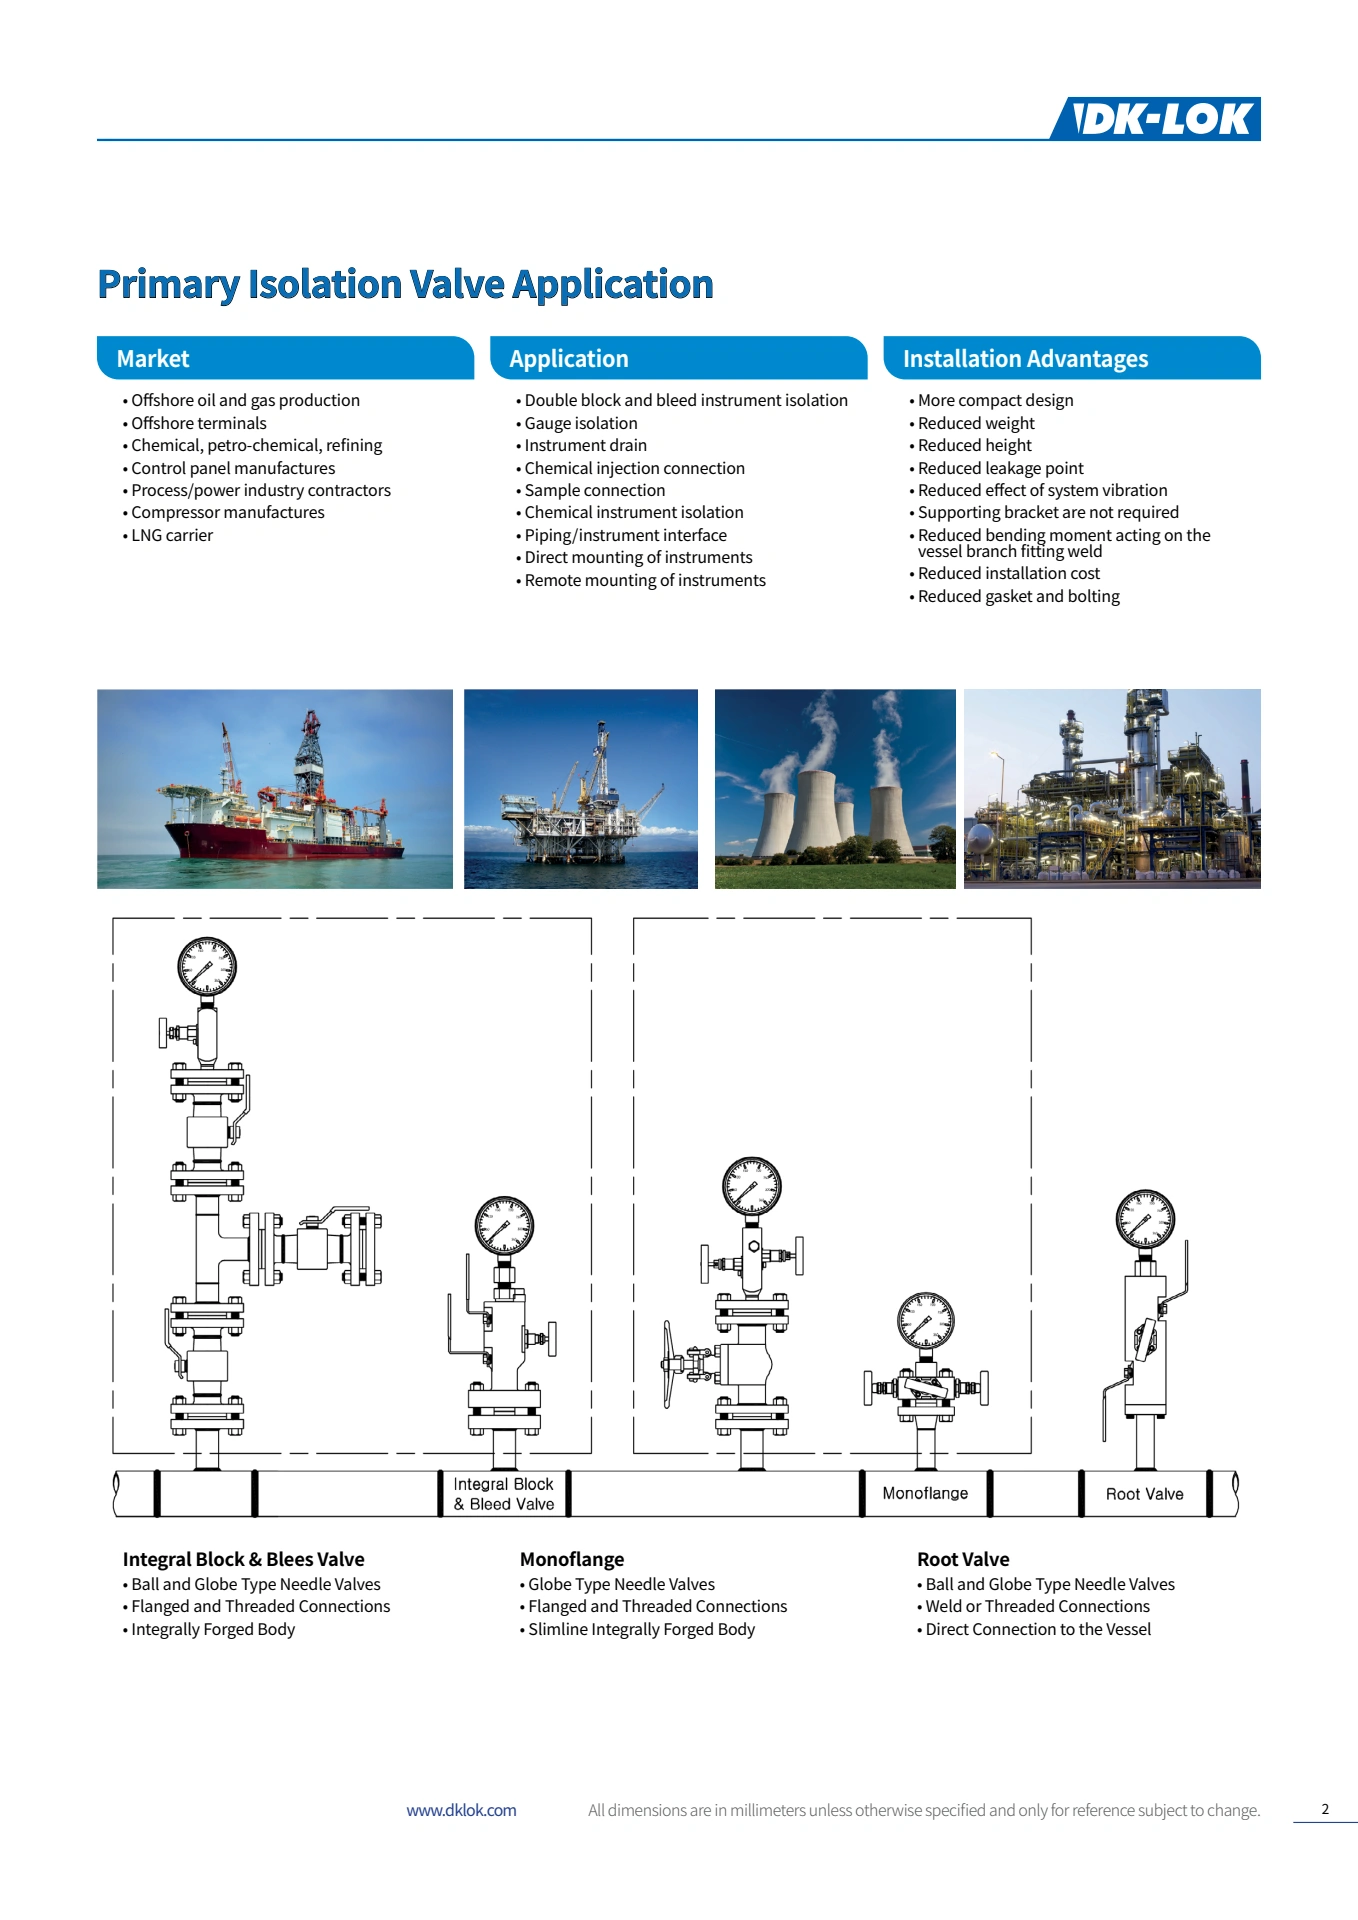 DK-LOK
Primary Isolation Valve Application
Market
• Offshore oil and gas production
• Offshore terminals
• Chemical, petro-chemical, refining
• Control panel manufactures
• Process/power industry contractors
• Compressor manufactures
• LNG carrier
Application
• Double block and bleed instrument isolation
• Gauge isolation
• Instrument drain
• Chemical injection connection
• Sample connection
• Chemical instrument isolation
• Piping/instrument interface
• Direct mounting of instruments
• Remote mounting of instruments
Installation Advantages
• More compact design
• Reduced weight
• Reduced height
• Reduced leakage point
• Reduced effect of system vibration
• Supporting bracket are not required
• Reduced bending moment acting on the
vessel branch fitting weld
• Reduced installation cost
• Reduced gasket and bolting
Integral Block
& Bleed Valve
Monoflange
Root Valve
Integral Block & Blees Valve
• Ball and Globe Type Needle Valves
• Flanged and Threaded Connections
• Integrally Forged Body
Monoflange
• Globe Type Needle Valves
• Flanged and Threaded Connections
• Slimline Integrally Forged Body
Root Valve
• Ball and Globe Type Needle Valves
• Weld or Threaded Connections
• Direct Connection to the Vessel
www.dklok.com
All dimensions are in millimeters unless otherwise specified and only for reference subject to change.
2